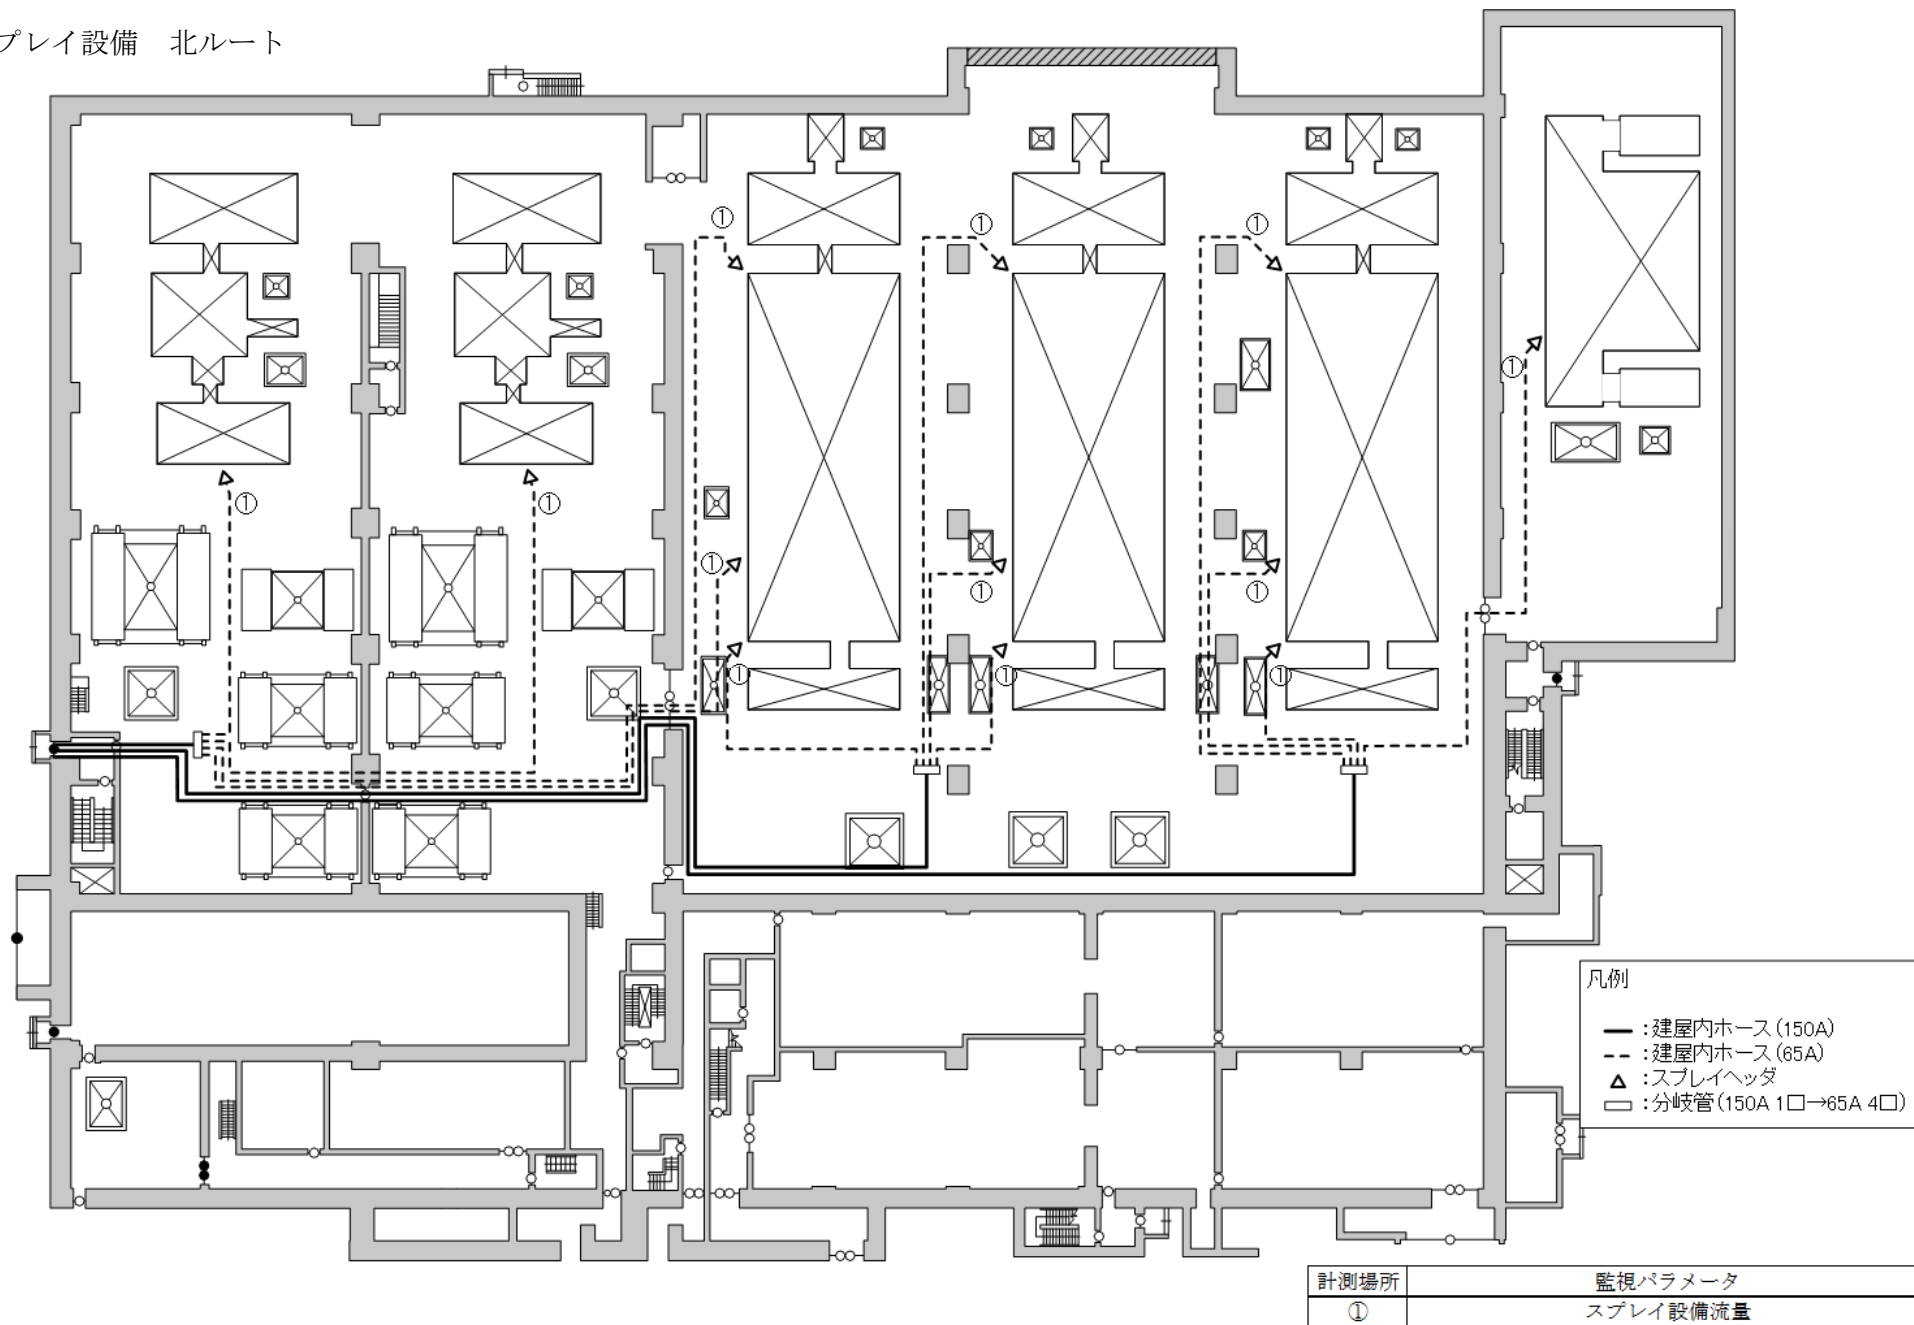 プレイ設備　北ルート
①
①
①
①
①
①
①
①
①
①
①
①
凡例
:建屋内ホース(150A)
:建屋内ホース(65A)
:スプレイヘッダ
:分岐管(150A 1口→65A 4口)
計測場所 監視パラメータ
① スプレイ設備流量